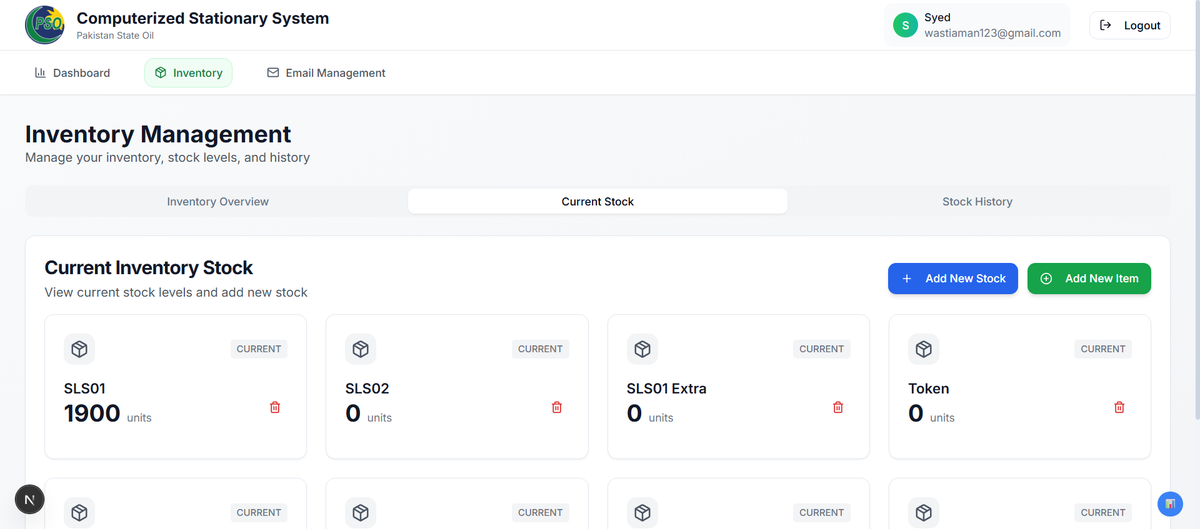 PSO
Computerized Stationary System
Pakistan State Oil
S
Syed
wastiaman123@gmail.com
Logout
Dashboard
Inventory
Email Management
Inventory Management
Manage your inventory, stock levels, and history
Inventory Overview
Current Stock
Stock History
Current Inventory Stock
View current stock levels and add new stock
Add New Stock
Add New Item
CURRENT
CURRENT
CURRENT
CURRENT
SLS01
SLS02
SLS01 Extra
Token
1900 units
0 units
0 units
0 units
N
CURRENT
CURRENT
CURRENT
CURRENT